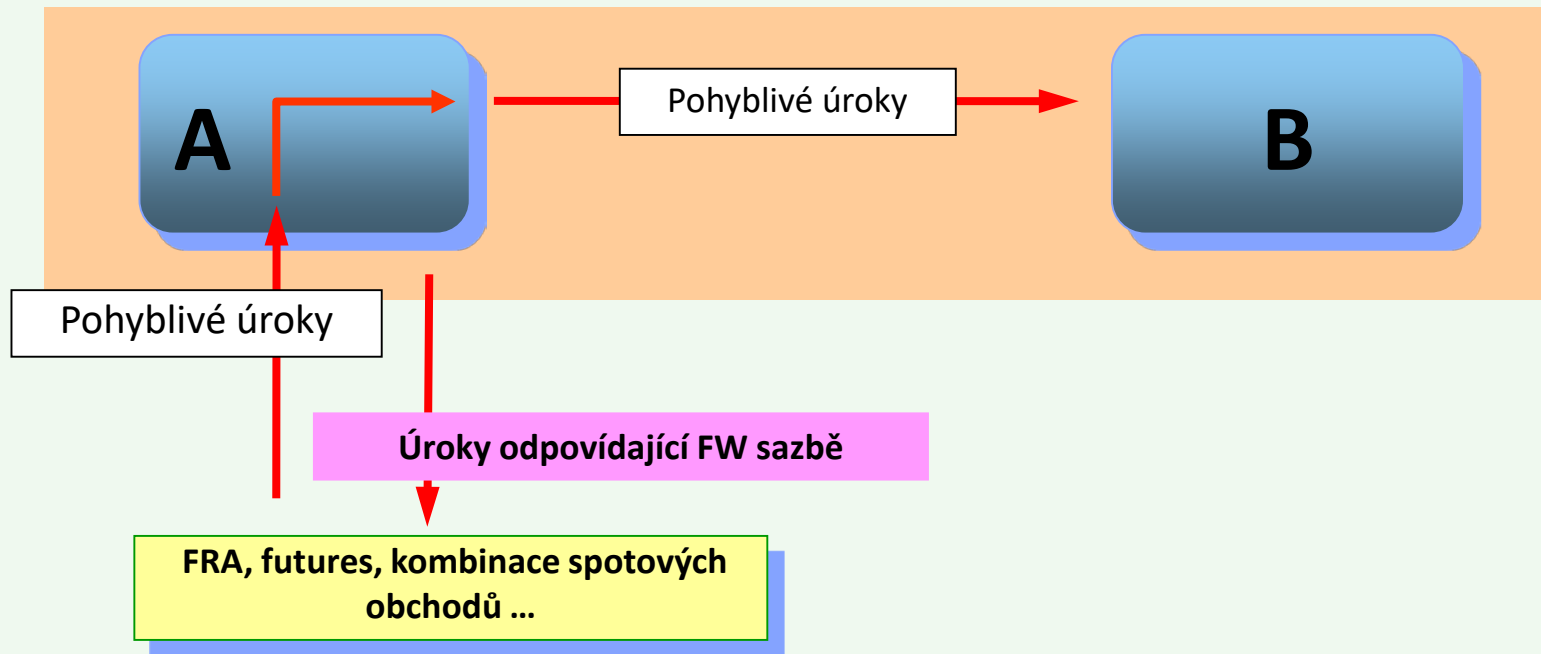 A
Pohyblivé úroky
B
Pohyblivé úroky
Úroky odpovídající FW sazbě
FRA, futures, kombinace spotových
obchodů ...